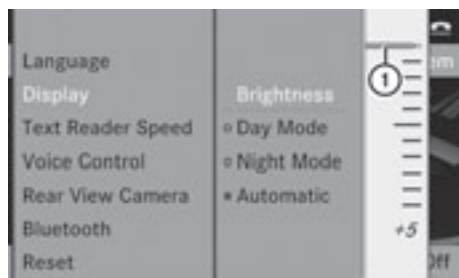 Language
Display
Text Reader Speed
Voice Control
Rear View Camera
Bluetooth
Reset
Brightness
Day Mode
Night Mode
Automatic
1
+5